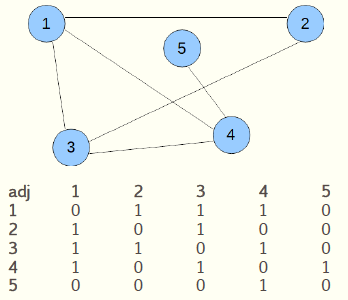 1 2
5
4
3
adj 1 2 3 4 5
1 0 1 1 1 0
2 1 0 1 0 0
3 1 1 0 1 0
4 1 0 1 0 1
5 0 0 0 1 0